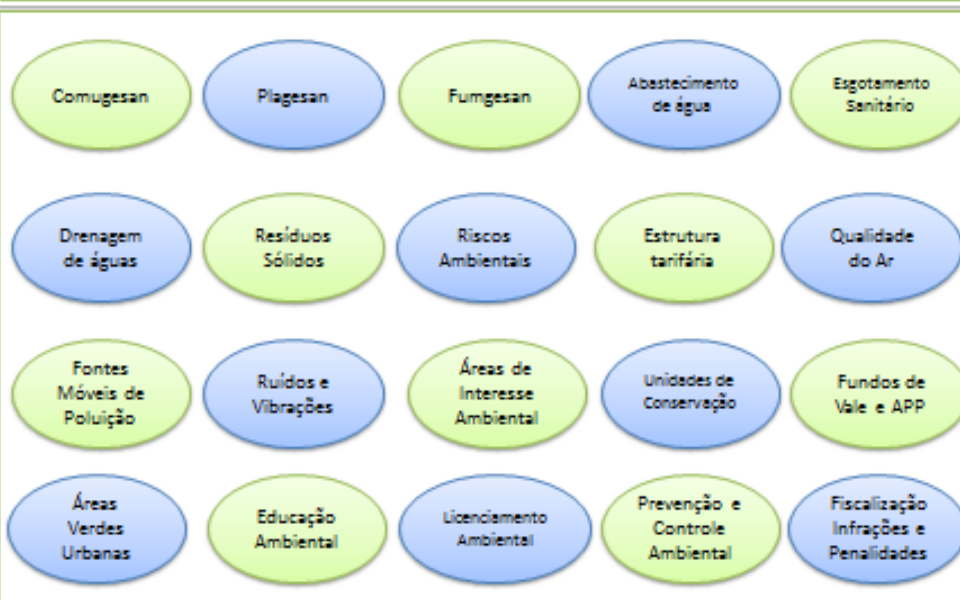 Comugesan
Plagesan
Fumgesan
Abastecimento
de água
Esgotamento
Sanitário
Drenagem
de águas
Resíduos
Sólidos
Riscos
Ambientais
Estrutura
tarifária
Qualidade
do Ar
Fontes
Móveis de
Poluição
Ruídos e
Vibrações
Áreas de
Interesse
Ambiental
Unidades de
Conservação
Fundos de
Vale e APP
Áreas
Verdes
Urbanas
Educação
Ambiental
Licenciamento
Ambiental
Prevenção e
Controle
Ambiental
Fiscalização
Infrações e
Penalidades